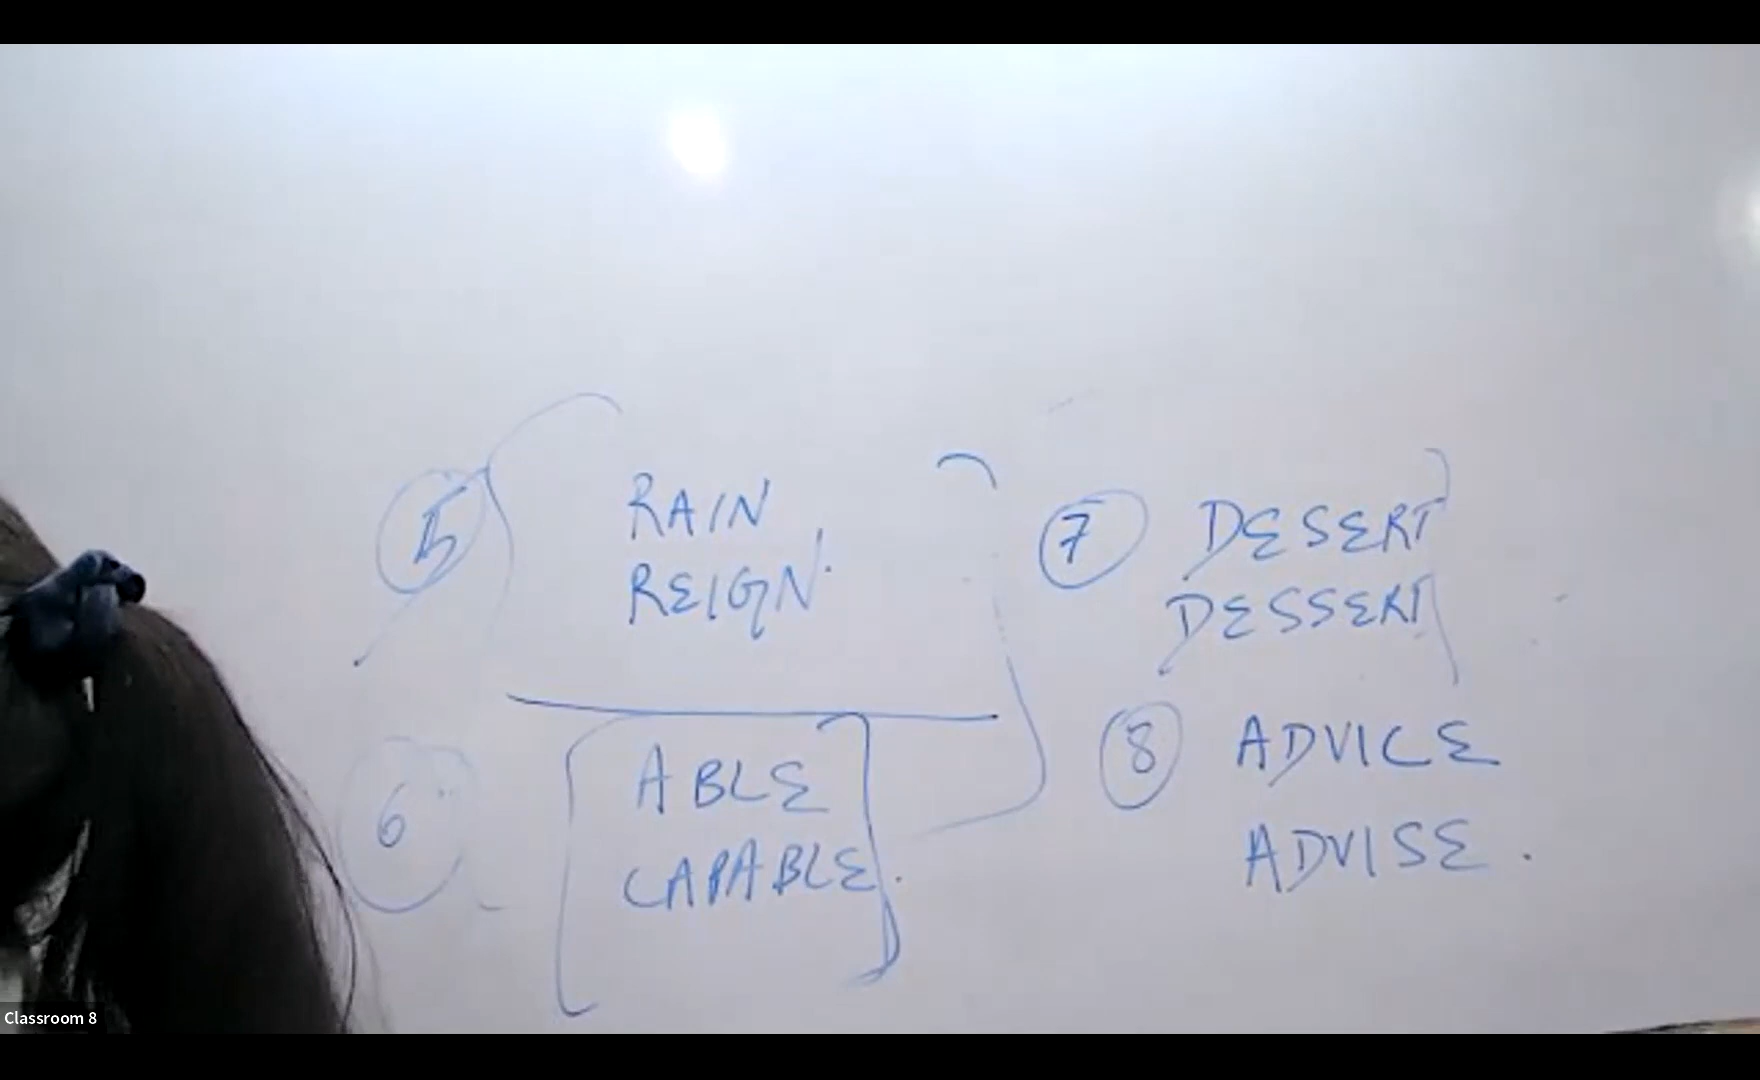 5 RAIN
REIGN.
6 ABLE
CAPABLE.
7 DESERT
DESSERT
8 ADVICE
ADVISE.
Classroom 8